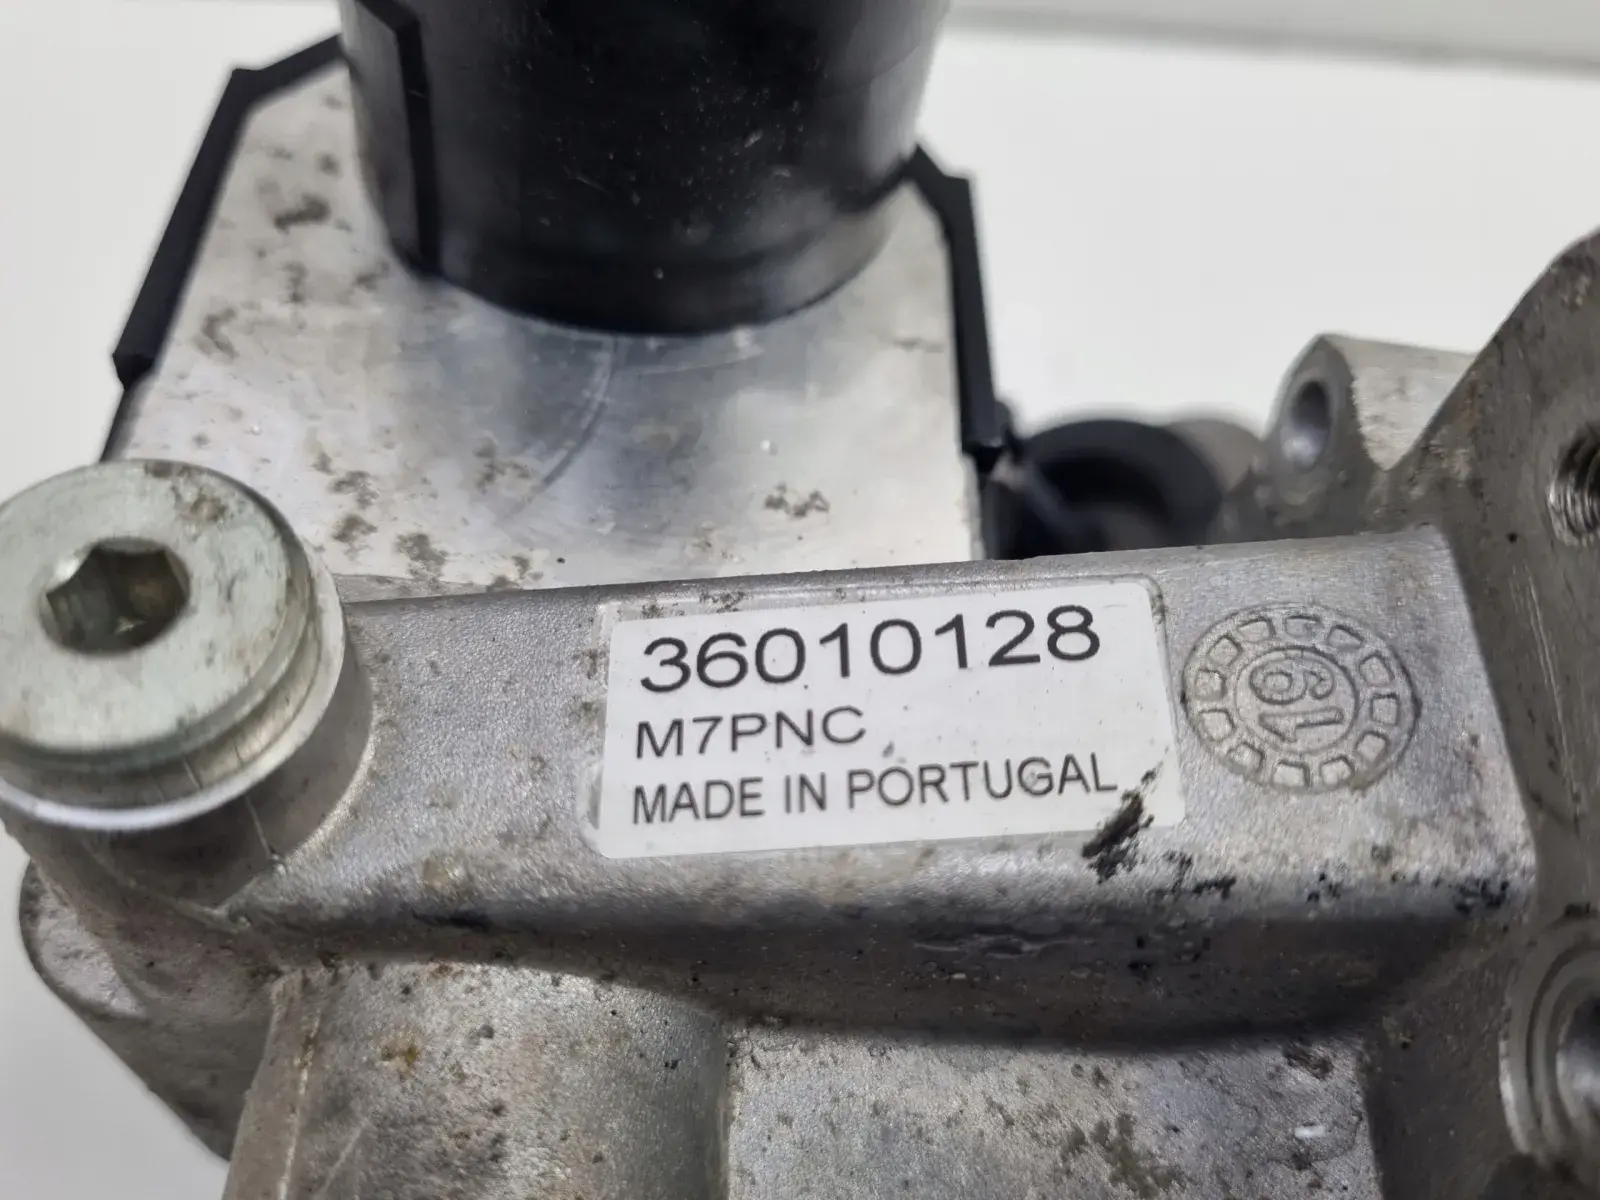 36010128
M7PNC
MADE IN PORTUGAL
19